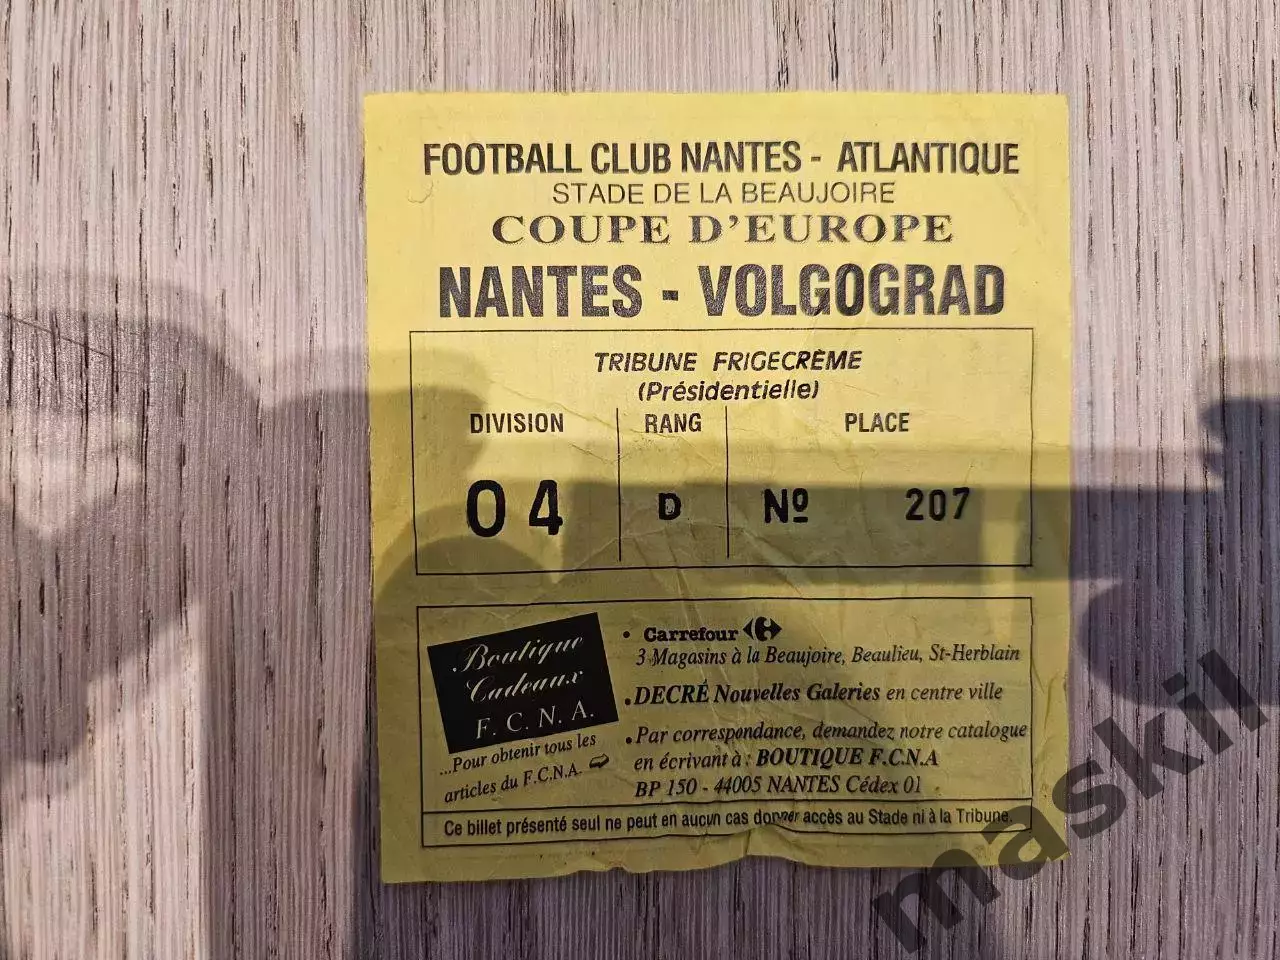 FOOTBALL CLUB NANTES - ATLANTIQUE
STADE DE LA BEAUJOIRE
COUPE D'EUROPE
NANTES - VOLGOGRAD
TRIBUNE FRIGECRÈME
(Présidentielle)
DIVISION RANG PLACE
04 D Nº 207
Boutique
Cadeaux
F. C. N. A.
...Pour obtenir tous les
articles du F.C.N.A.
• Carrefour
3 Magasins à la Beaujoire, Beaulieu, St-Herblain
• DECRÉ Nouvelles Galeries en centre ville
• Par correspondance, demandez notre catalogue
en écrivant à : BOUTIQUE F.C.N.A
BP 150 - 44005 NANTES Cédex 01
Ce billet présenté seul ne peut en aucun cas donner accès au Stade ni à la Tribune.
maskil